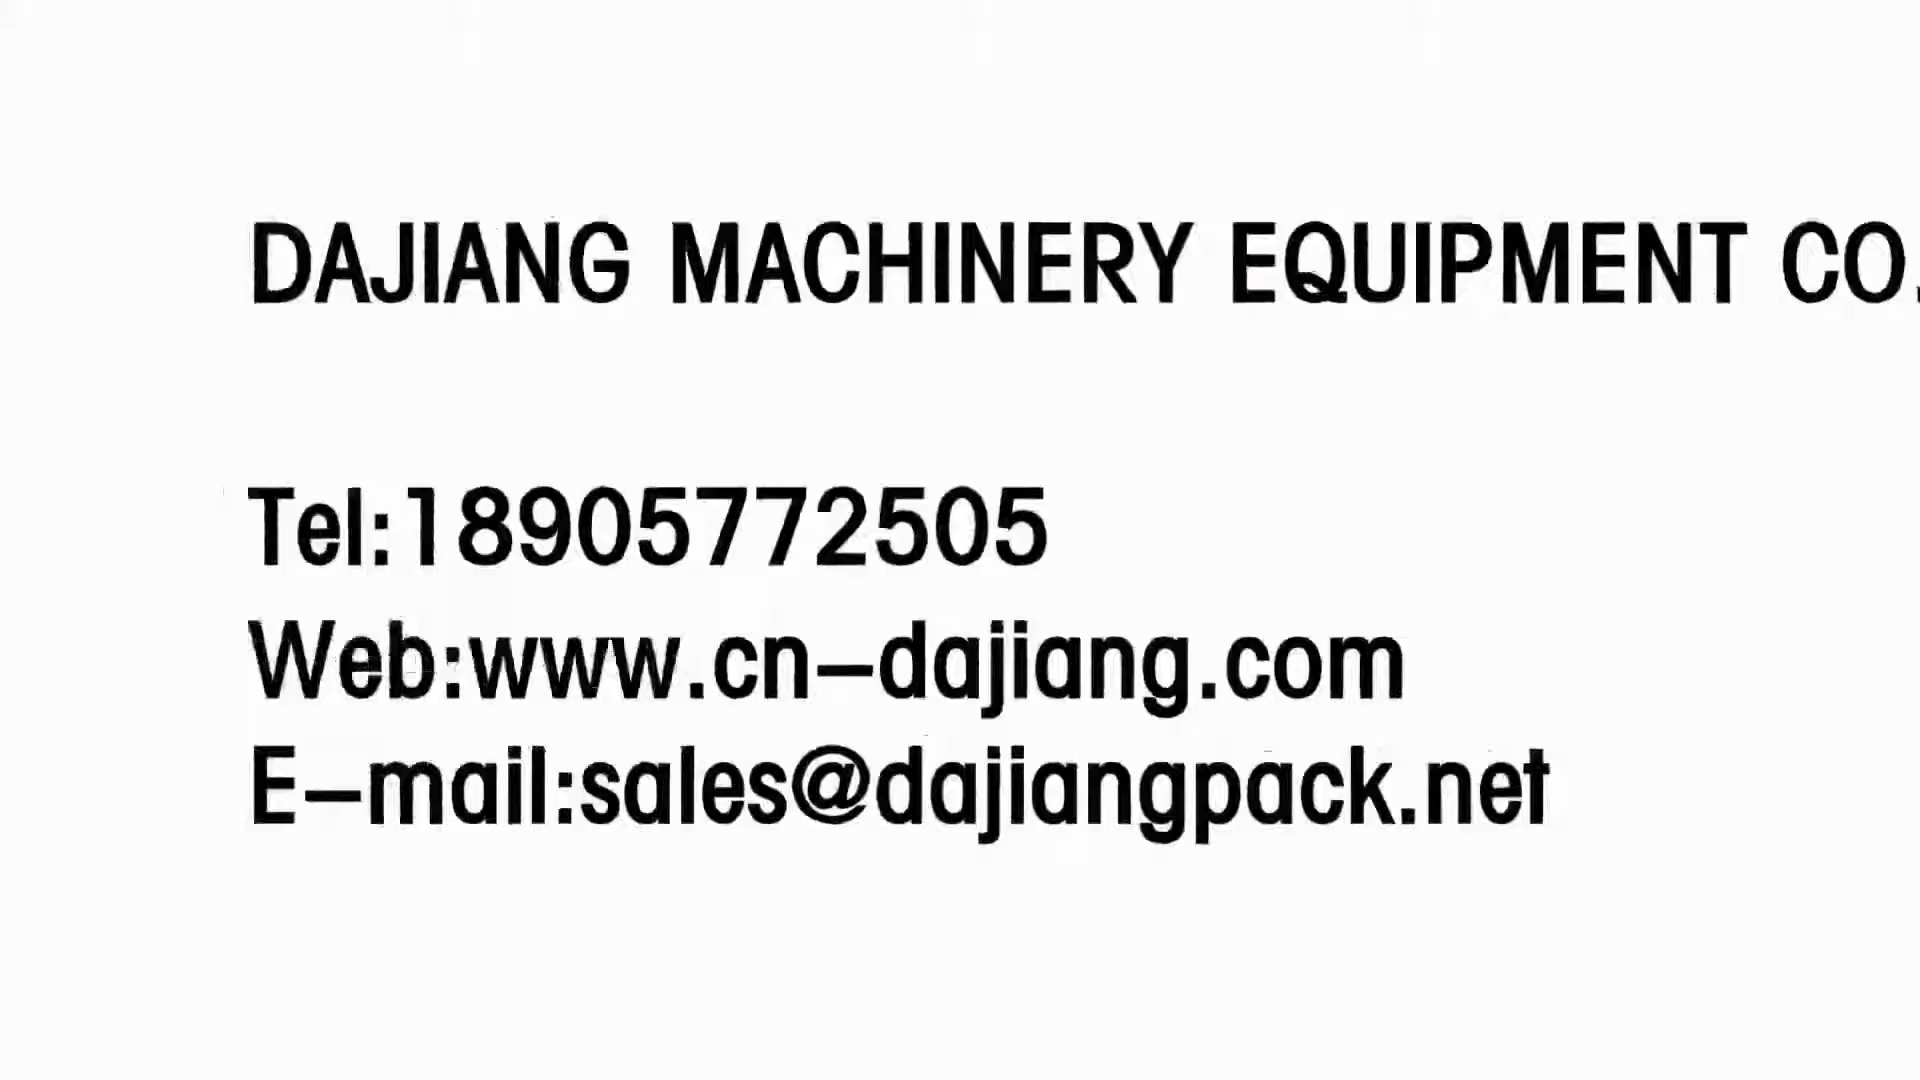 DAJIANG MACHINERY EQUIPMENT CO.
Tel:18905772505
Web:www.cn-dajiang.com
E-mail:sales@dajiangpack.net